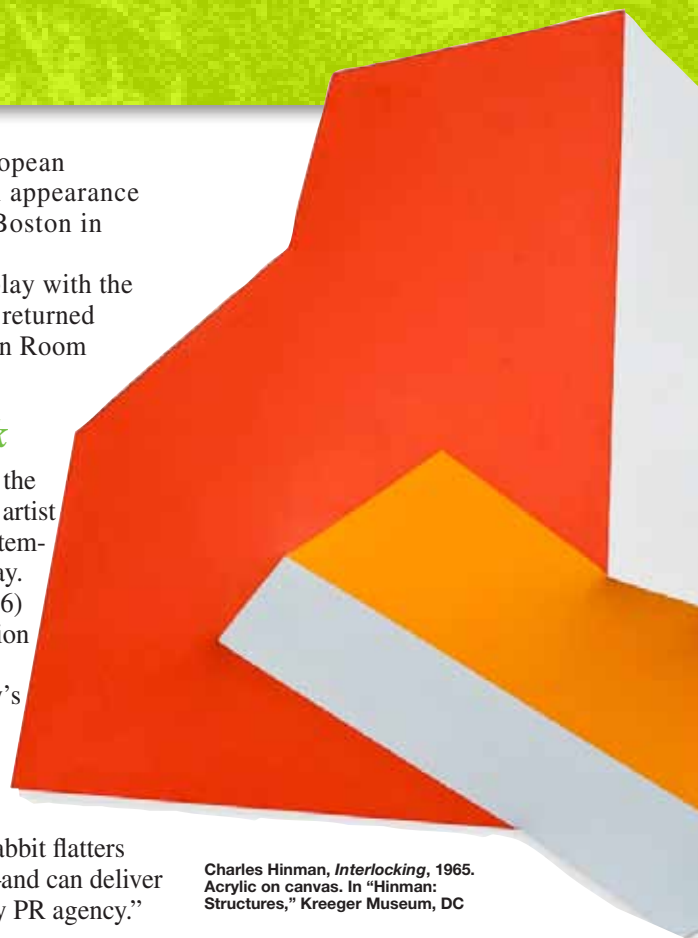 opean
appearance
Boston in
lay with the
returned
n Room
k
the
artist
tem-
ay.
6)
ion
y’s
abbit flatters
and can deliver
y PR agency.”
Charles Hinman, Interlocking, 1965.
Acrylic on canvas. In “Hinman:
Structures,” Kreeger Museum, DC